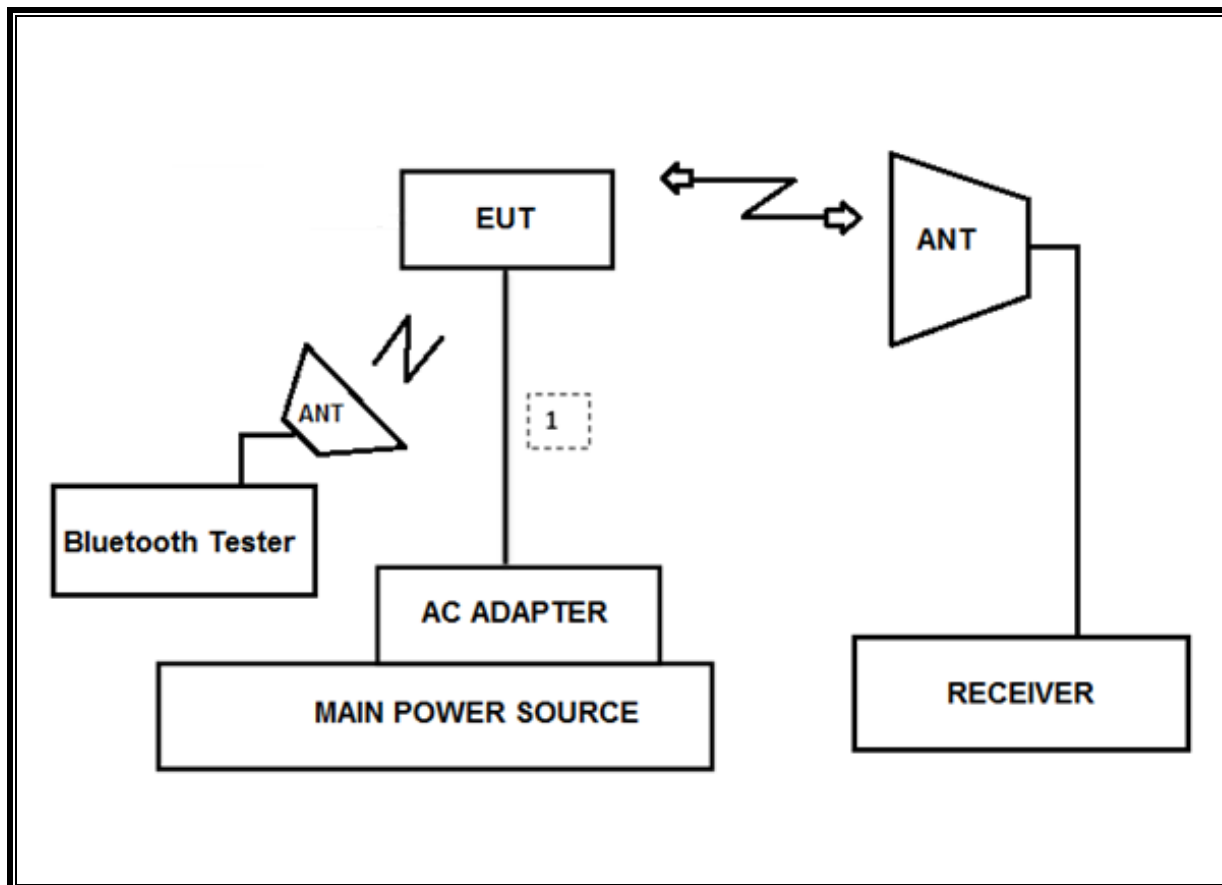 EUT
ANT
ANT
1
Bluetooth Tester
AC ADAPTER
MAIN POWER SOURCE
RECEIVER